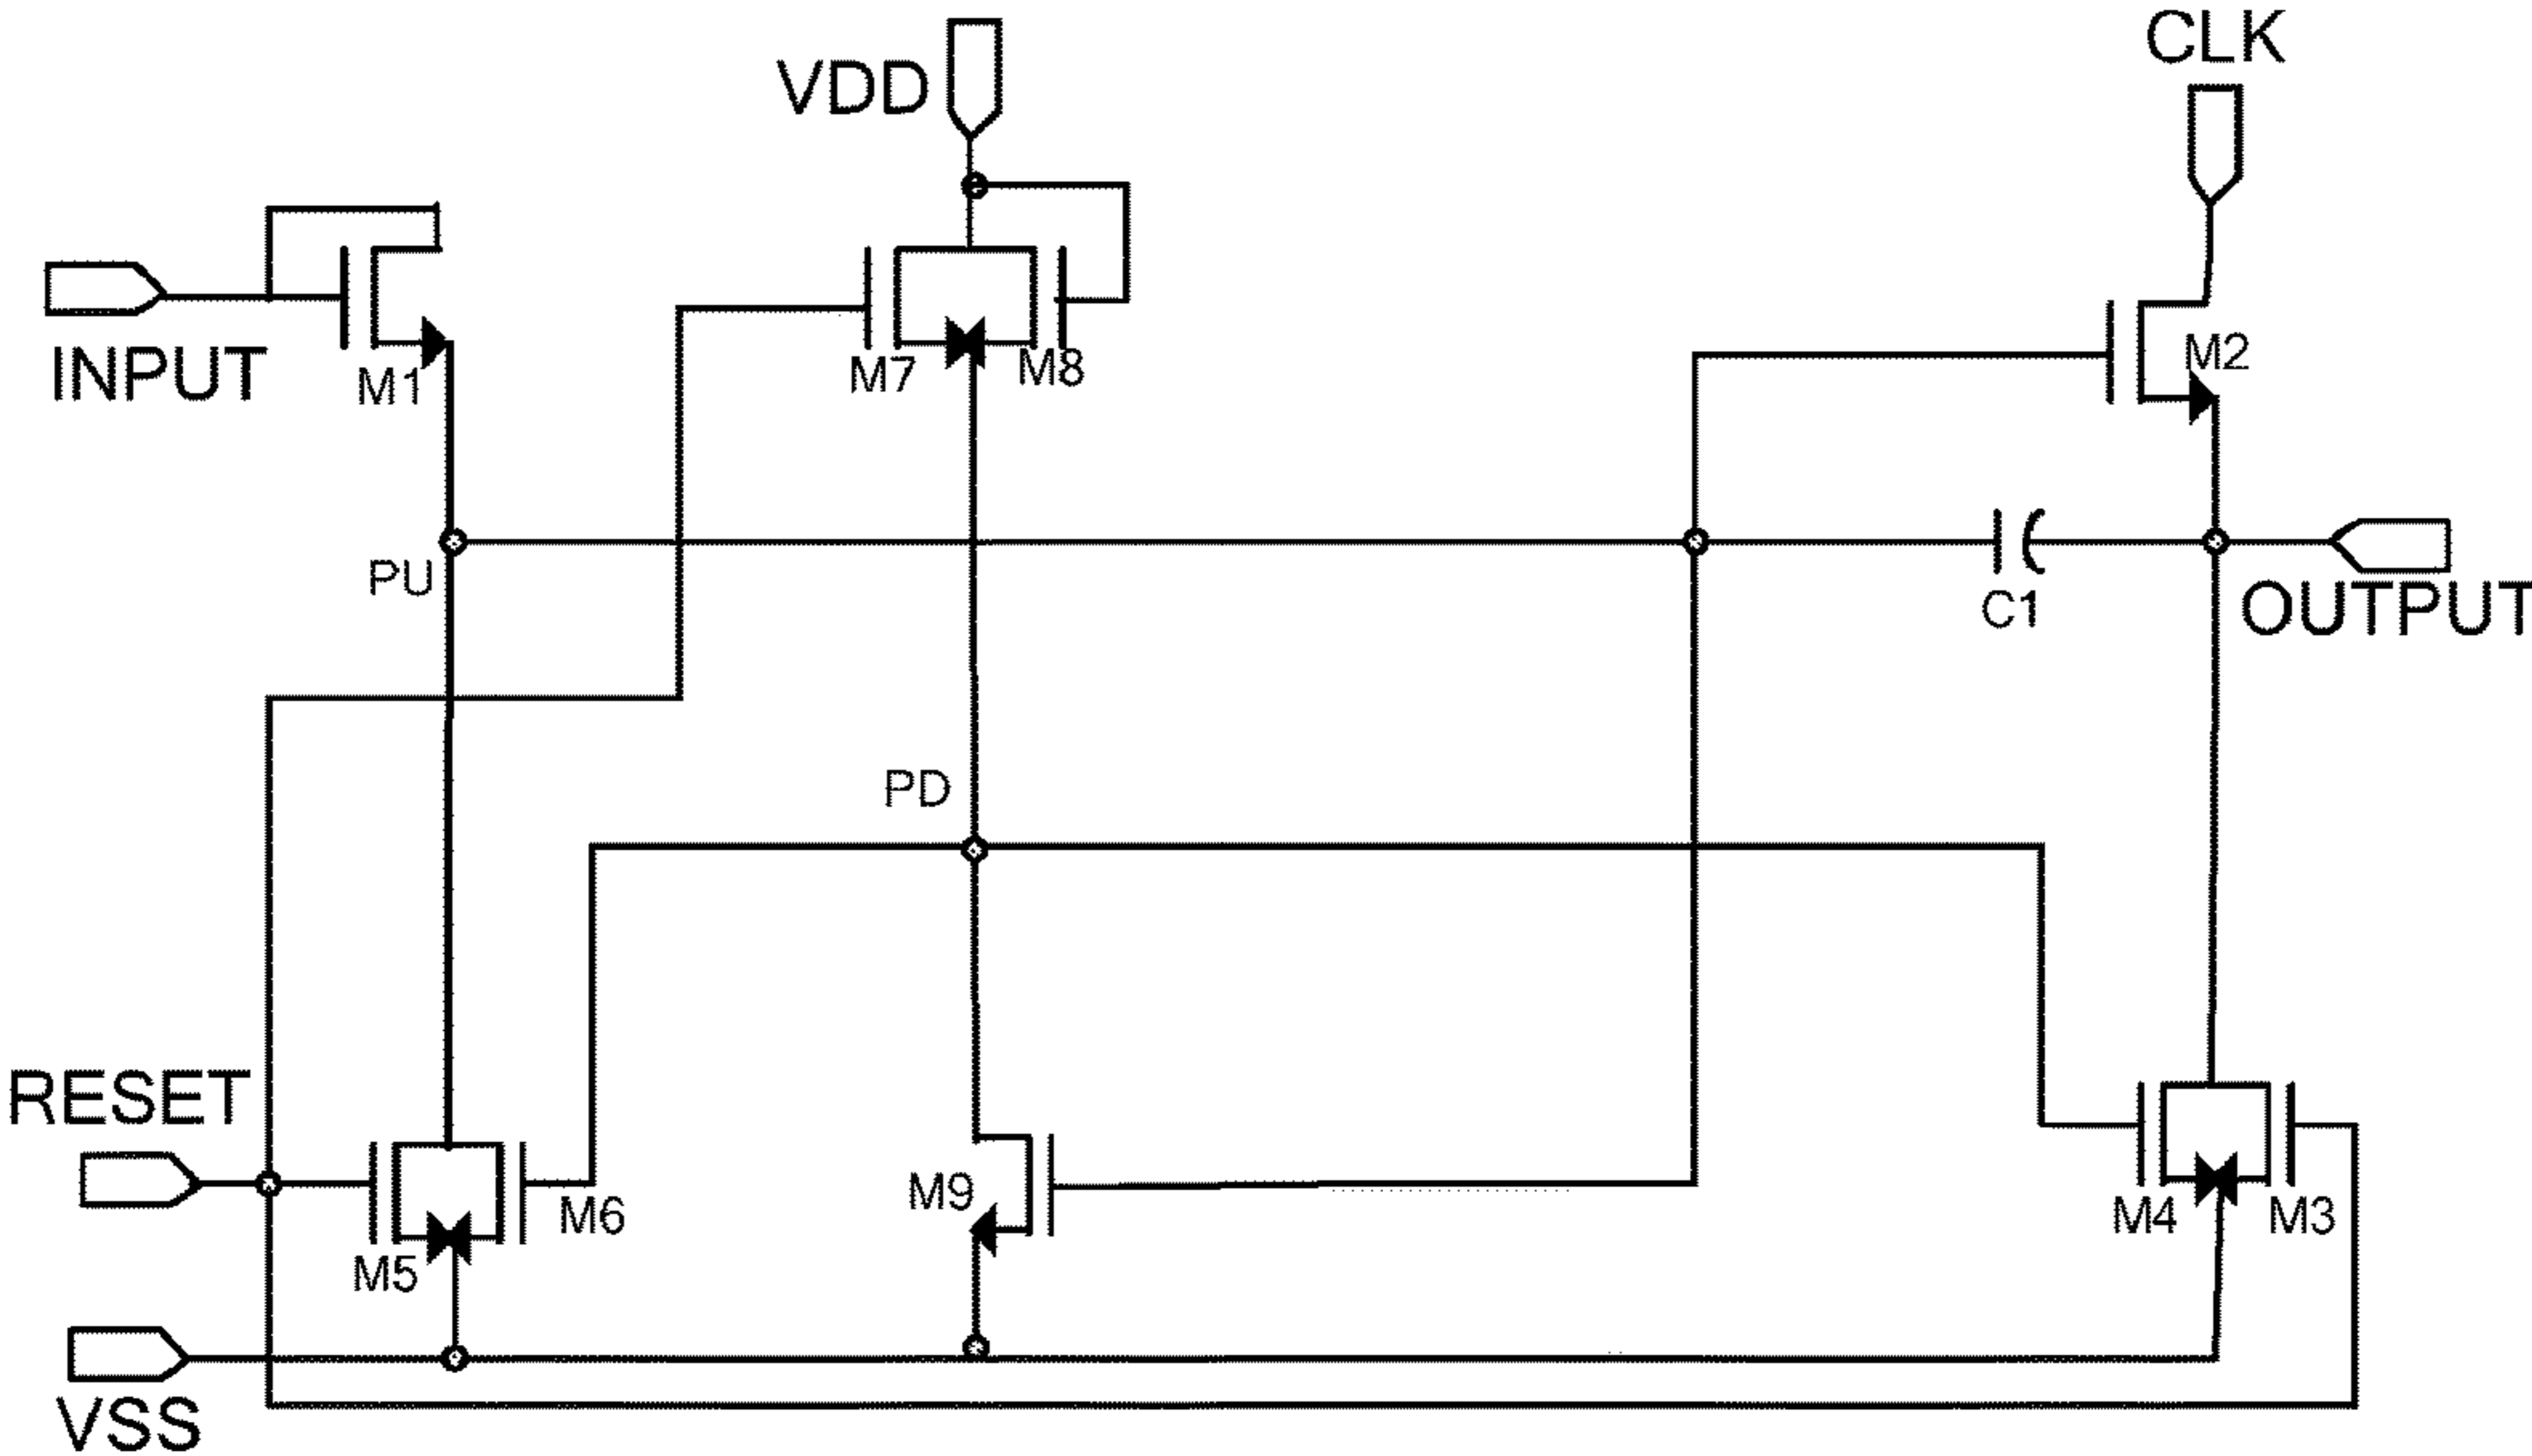 CLK
VDD
INPUT
M1
M7
M8
M2
PU
C1
OUTPUT
PD
RESET
M5
M6
M9
M4
M3
VSS